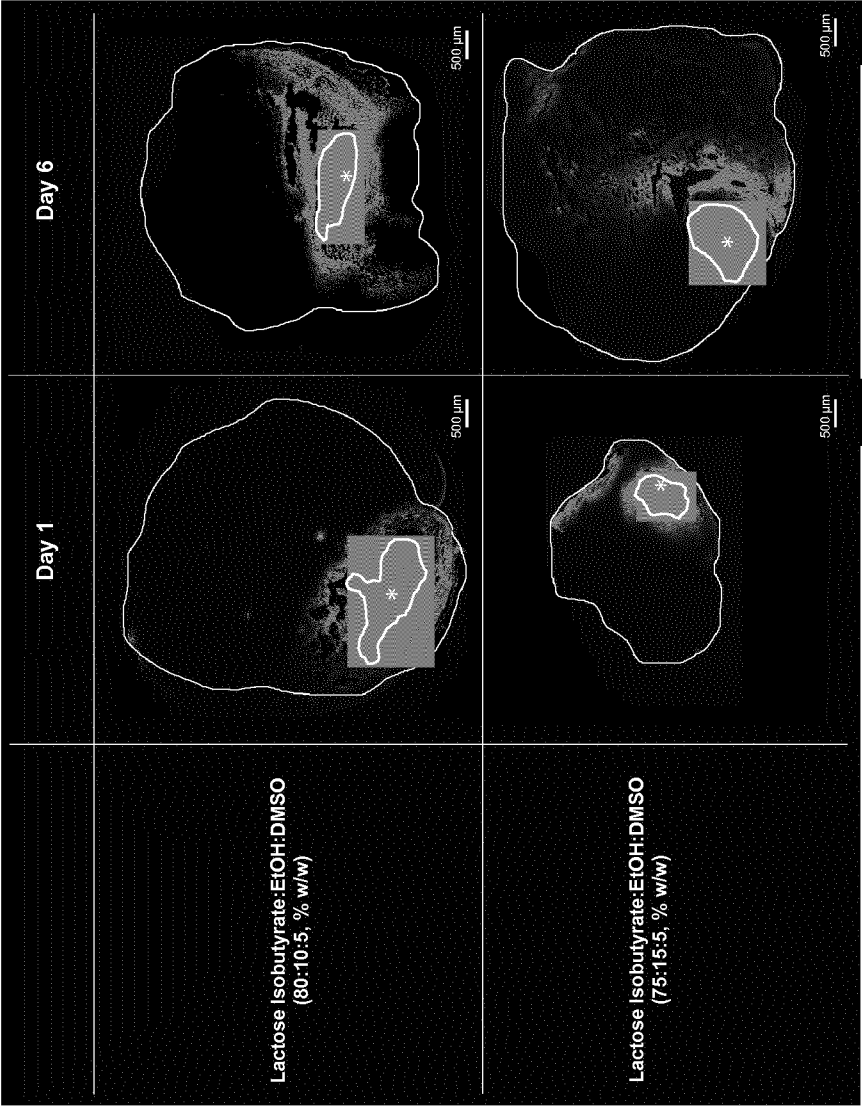 Day 1
Day 6
Lactose Isobutyrate:EtOH:DMSO
(80:10:5, % w/w)
500 µm
500 µm
Lactose Isobutyrate:EtOH:DMSO
(75:15:5, % w/w)
500 µm
500 µm